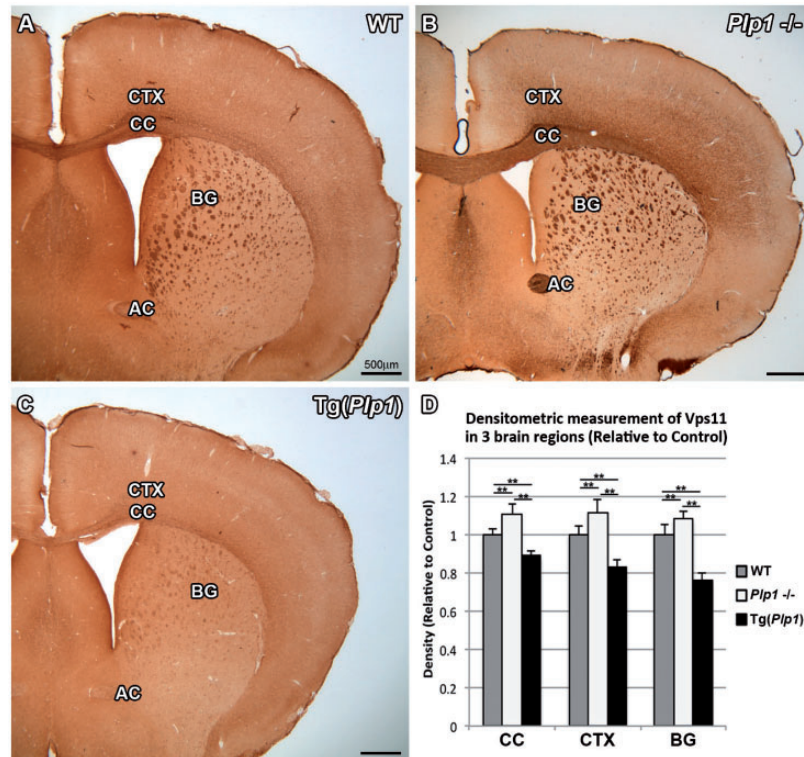 A
WT
CTX
CC
BG
AC
500µm
B
Plp1 -/-
CTX
CC
BG
AC
C
Tg(Plp1)
CTX
CC
BG
AC
D
Densitometric measurement of Vps11
in 3 brain regions (Relative to Control)
Density (Relative to Control)
1.4
1.2
1
0.8
0.6
0.4
0.2
0
**
** **
**
** **
**
** **
CC CTX BG
WT
Plp1 -/-
Tg(Plp1)